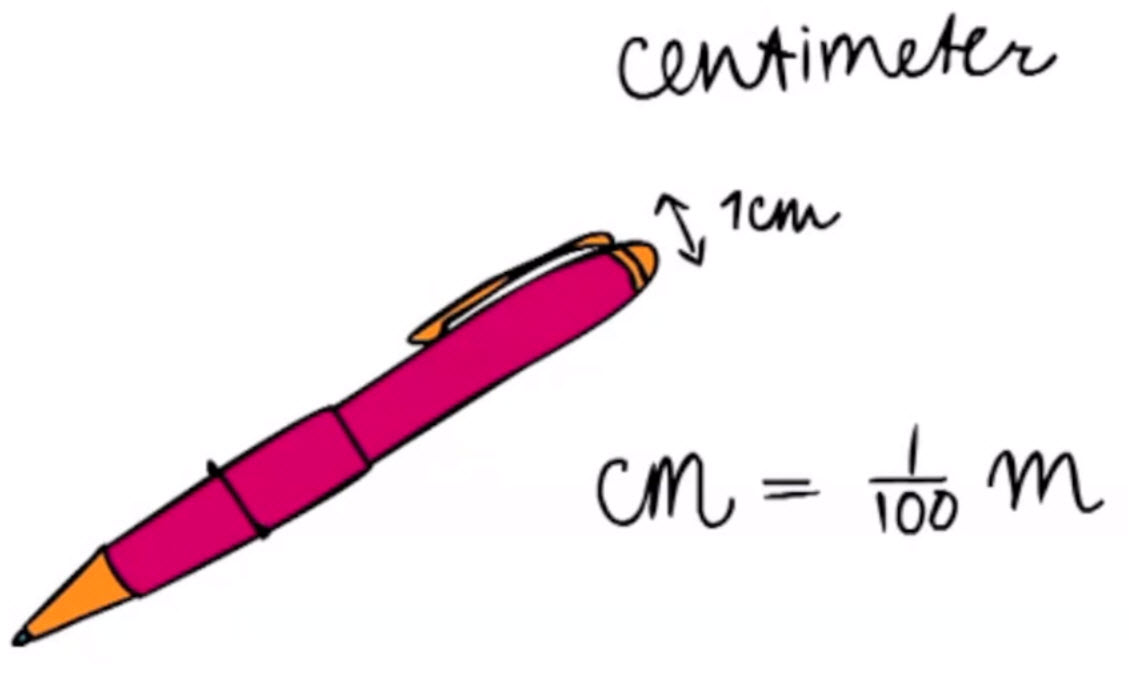 centimeter
1cm
cm = 1/100 m